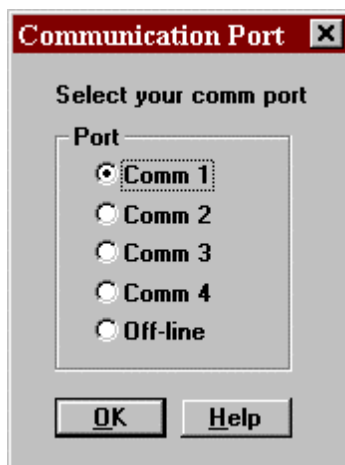 Communication Port
Select your comm port
Port
Comm 1
Comm 2
Comm 3
Comm 4
Off-line
OK Help